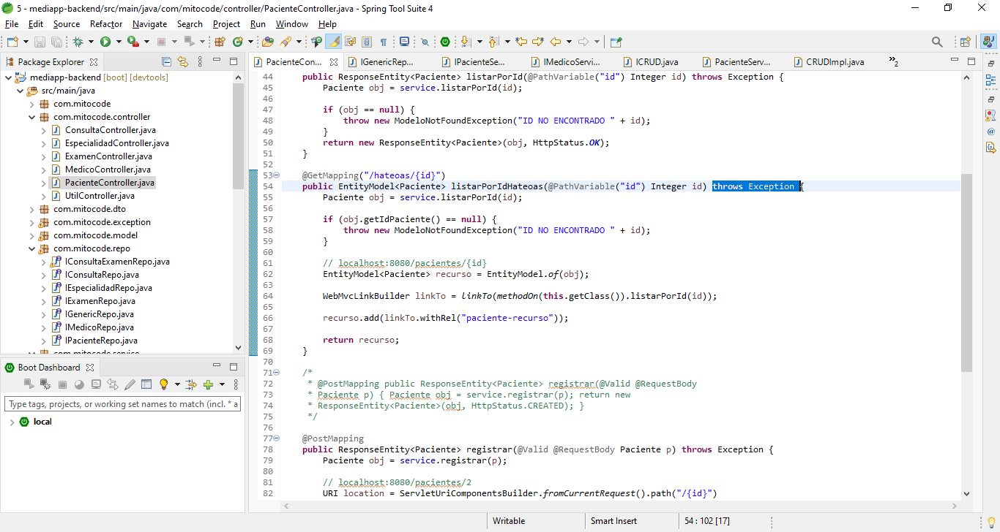 5 - mediapp-backend/src/main/java/com/mitocode/controller/PacienteController.java - Spring Tool Suite 4
File Edit Source Refactor Navigate Search Project Run Window Help
Package Explorer
mediapp-backend [boot] [devtools]
src/main/java
com.mitocode
com.mitocode.controller
ConsultaController.java
EspecialidadController.java
ExamenController.java
MedicoController.java
PacienteController.java
UtilController.java
com.mitocode.dto
com.mitocode.exception
com.mitocode.model
com.mitocode.repo
IConsultaExamenRepo.java
IConsultaRepo.java
IEspecialidadRepo.java
IExamenRepo.java
IGenericRepo.java
IMedicoRepo.java
IPacienteRepo.java
com.mitocode.service
Boot Dashboard
Type tags, projects, or working set names to match (incl. * a
local
PacienteCon... IGenericRep... IPacienteSe... IMedicoServi... ICRUD.java PacienteServ... CRUDImpl.java »2
44 public ResponseEntity<Paciente> listarPorId(@PathVariable("id") Integer id) throws Exception {
45 Paciente obj = service.listarPorId(id);
46
47 if (obj == null) {
48 throw new ModeloNotFoundException("ID NO ENCONTRADO " + id);
49 }
50 return new ResponseEntity<Paciente>(obj, HttpStatus.OK);
51 }
52
53 @GetMapping("/hateoas/{id}")
54 public EntityModel<Paciente> listarPorIdHateoas(@PathVariable("id") Integer id) throws Exception {
55 Paciente obj = service.listarPorId(id);
56
57 if (obj.getIdPaciente() == null) {
58 throw new ModeloNotFoundException("ID NO ENCONTRADO " + id);
59 }
60
61 // localhost:8080/pacientes/{id}
62 EntityModel<Paciente> recurso = EntityModel.of(obj);
63
64 WebMvcLinkBuilder linkTo = linkTo(methodOn(this.getClass()).listarPorId(id));
65
66 recurso.add(linkTo.withRel("paciente-recurso"));
67
68 return recurso;
69 }
70
71 /*
72 * @PostMapping public ResponseEntity<Paciente> registrar(@Valid @RequestBody
73 * Paciente p) { Paciente obj = service.registrar(p); return new
74 * ResponseEntity<Paciente>(obj, HttpStatus.CREATED); }
75 */
76
77 @PostMapping
78 public ResponseEntity<Paciente> registrar(@Valid @RequestBody Paciente p) throws Exception {
79 Paciente obj = service.registrar(p);
80
81 // localhost:8080/pacientes/2
82 URI location = ServletUriComponentsBuilder.fromCurrentRequest().path("/{id}")
Writable Smart Insert 54 : 102 [17]